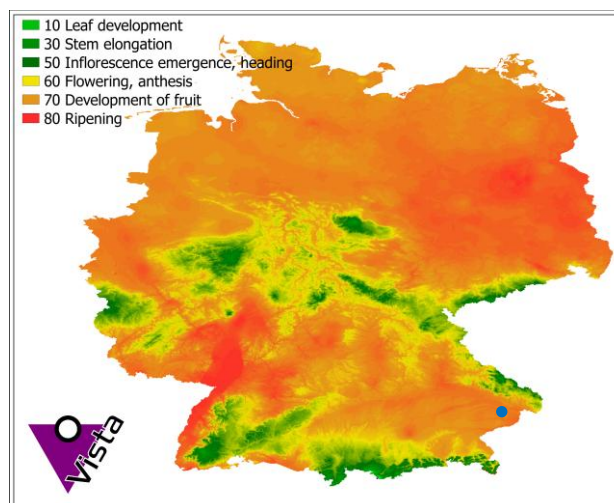 10 Leaf development
30 Stem elongation
50 Inflorescence emergence, heading
60 Flowering, anthesis
70 Development of fruit
80 Ripening
Vista